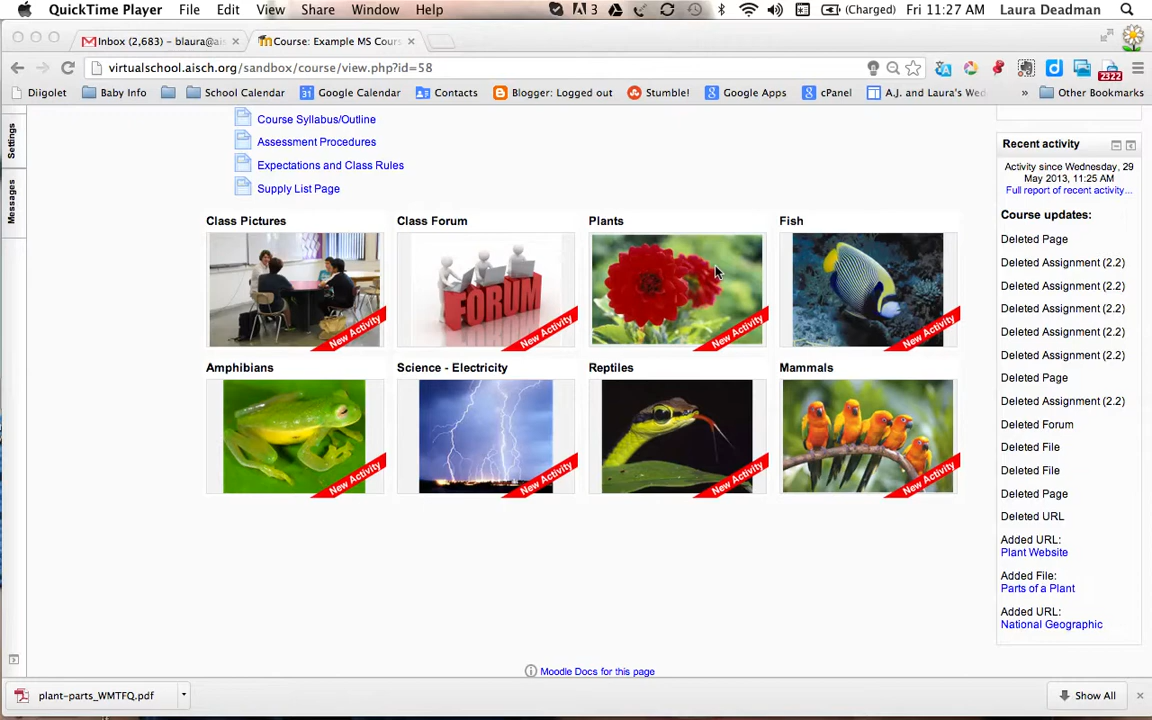 QuickTime Player File Edit View Share Window Help 3 (Charged) Fri 11:27 AM Laura Deadman
Inbox (2,683) – blaura@ais × Course: Example MS Cours ×
virtualschool.aisch.org/sandbox/course/view.php?id=58 2322
Diigolet Baby Info School Calendar Google Calendar Contacts Blogger: Logged out Stumble! Google Apps cPanel A.J. and Laura's Wed » Other Bookmarks
Settings
Messages
Course Syllabus/Outline
Assessment Procedures
Expectations and Class Rules
Supply List Page
Class Pictures Class Forum Plants Fish
FORUM
New Activity New Activity New Activity New Activity
Amphibians Science - Electricity Reptiles Mammals
New Activity New Activity New Activity New Activity
Recent activity
Activity since Wednesday, 29
May 2013, 11:25 AM
Full report of recent activity...
Course updates:
Deleted Page
Deleted Assignment (2.2)
Deleted Assignment (2.2)
Deleted Assignment (2.2)
Deleted Assignment (2.2)
Deleted Assignment (2.2)
Deleted Page
Deleted Assignment (2.2)
Deleted Forum
Deleted File
Deleted File
Deleted Page
Deleted URL
Added URL:
Plant Website
Added File:
Parts of a Plant
Added URL:
National Geographic
Moodle Docs for this page
plant-parts_WMTFQ.pdf Show All ×